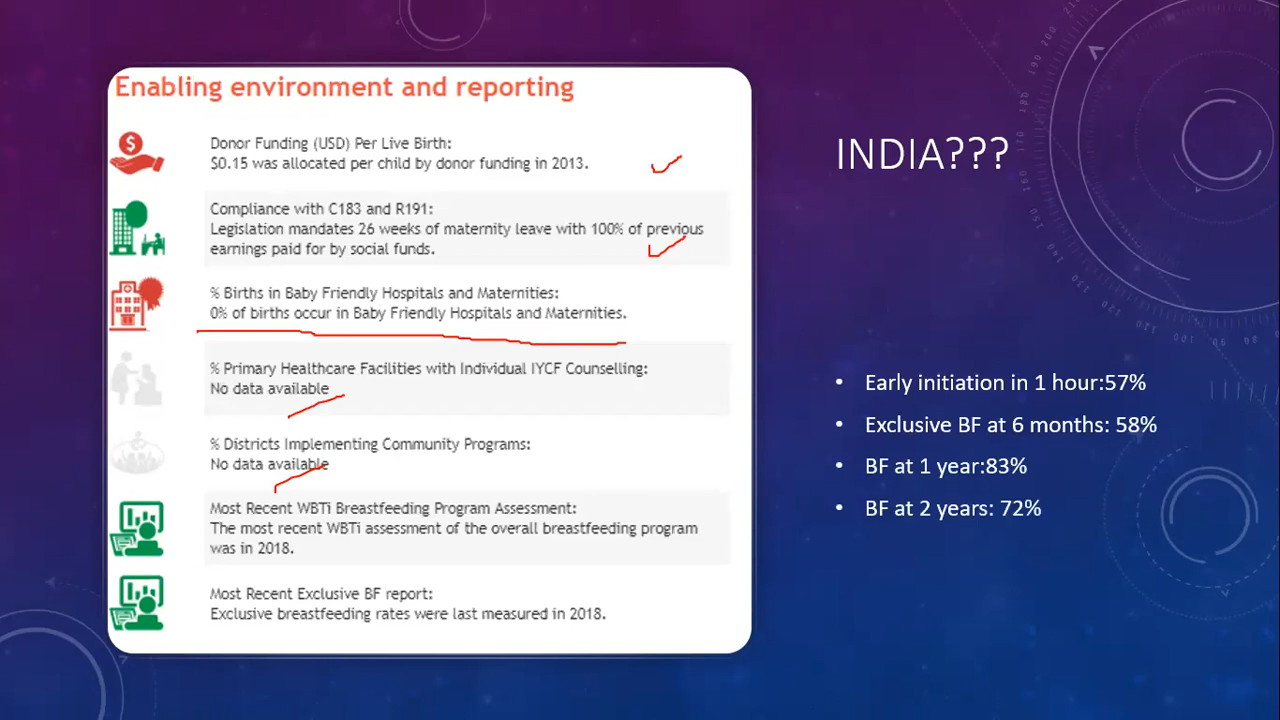 Enabling environment and reporting
Donor Funding (USD) Per Live Birth:
$0.15 was allocated per child by donor funding in 2013.
Compliance with C183 and R191:
Legislation mandates 26 weeks of maternity leave with 100% of previous
earnings paid for by social funds.
% Births in Baby Friendly Hospitals and Maternities:
0% of births occur in Baby Friendly Hospitals and Maternities.
% Primary Healthcare Facilities with Individual IYCF Counselling:
No data available
% Districts Implementing Community Programs:
No data available
Most Recent WBTi Breastfeeding Program Assessment:
The most recent WBTi assessment of the overall breastfeeding program
was in 2018.
Most Recent Exclusive BF report:
Exclusive breastfeeding rates were last measured in 2018.
INDIA???
• Early initiation in 1 hour:57%
• Exclusive BF at 6 months: 58%
• BF at 1 year:83%
• BF at 2 years: 72%